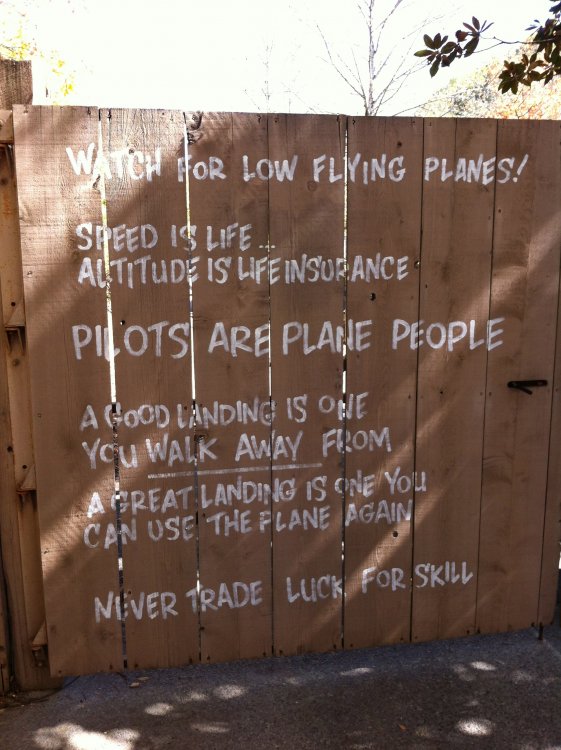 WATCH FOR LOW FLYING PLANES!
SPEED IS LIFE...
ALTITUDE IS LIFE INSURANCE
PILOTS ARE PLANE PEOPLE
A GOOD LANDING IS ONE
YOU WALK AWAY FROM
A GREAT LANDING IS ONE YOU
CAN USE THE PLANE AGAIN
NEVER TRADE LUCK FOR SKILL